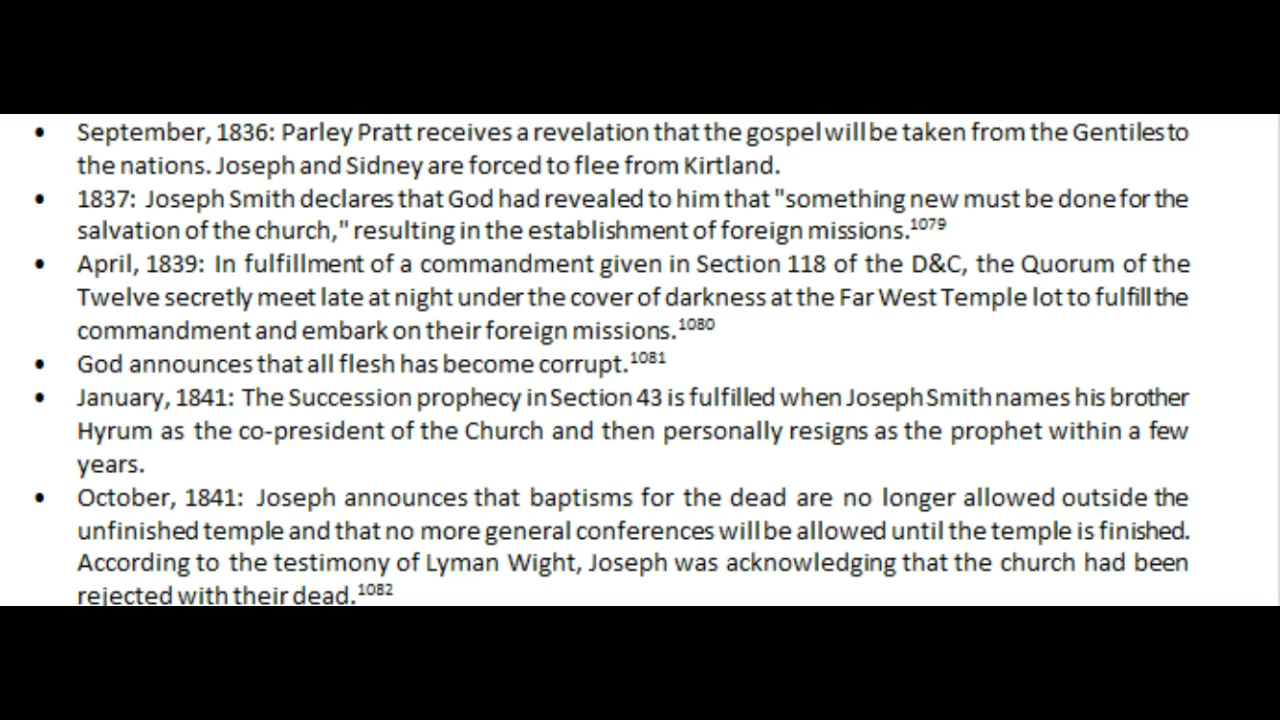 • September, 1836: Parley Pratt receives a revelation that the gospel will be taken from the Gentiles to
the nations. Joseph and Sidney are forced to flee from Kirtland.
• 1837: Joseph Smith declares that God had revealed to him that "something new must be done for the
salvation of the church," resulting in the establishment of foreign missions.1079
• April, 1839: In fulfillment of a commandment given in Section 118 of the D&C, the Quorum of the
Twelve secretly meet late at night under the cover of darkness at the Far West Temple lot to fulfill the
commandment and embark on their foreign missions.1080
• God announces that all flesh has become corrupt.1081
• January, 1841: The Succession prophecy in Section 43 is fulfilled when Joseph Smith names his brother
Hyrum as the co-president of the Church and then personally resigns as the prophet within a few
years.
• October, 1841: Joseph announces that baptisms for the dead are no longer allowed outside the
unfinished temple and that no more general conferences will be allowed until the temple is finished.
According to the testimony of Lyman Wight, Joseph was acknowledging that the church had been
rejected with their dead.1082